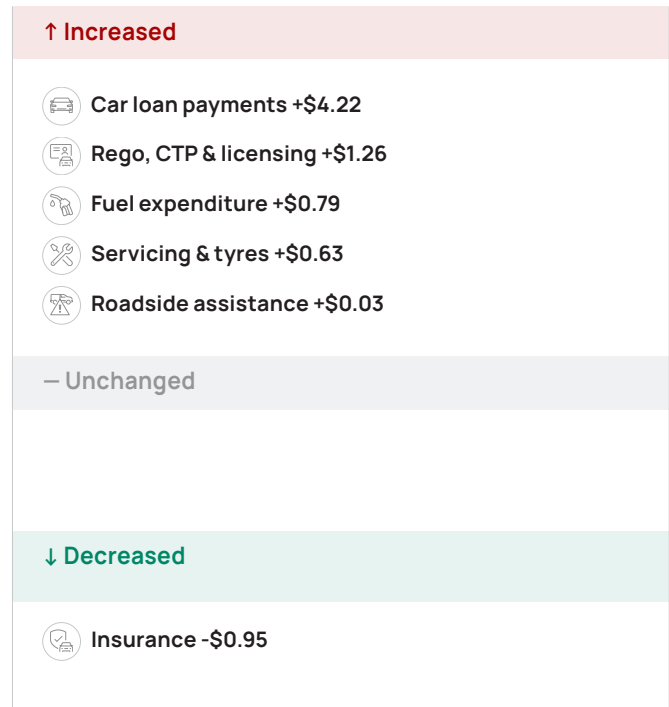 ↑ Increased
Car loan payments +$4.22
Rego, CTP & licensing +$1.26
Fuel expenditure +$0.79
Servicing & tyres +$0.63
Roadside assistance +$0.03
— Unchanged
↓ Decreased
Insurance -$0.95